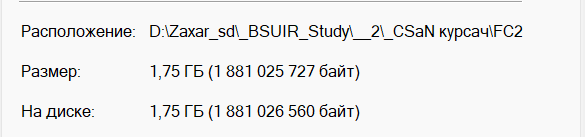 Расположение: D:\Zaxar_sd\_BSUIR_Study\__2\_CSaN курсач\FC2
Размер: 1,75 ГБ (1 881 025 727 байт)
На диске: 1,75 ГБ (1 881 026 560 байт)